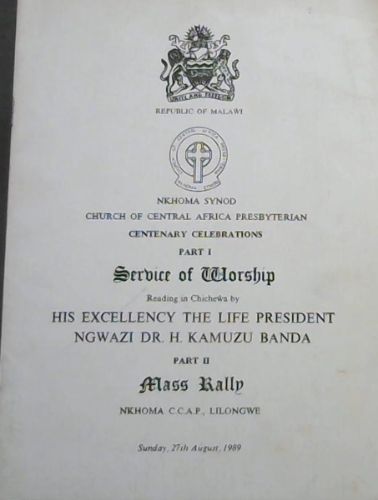 UNITY AND FREEDOM
REPUBLIC OF MALAWI
NKHOMA SYNOD
CHURCH OF CENTRAL AFRICA PRESBYTERIAN
CENTENARY CELEBRATIONS
PART I
Service of Worship
Reading in Chichewa by
HIS EXCELLENCY THE LIFE PRESIDENT
NGWAZI DR. H. KAMUZU BANDA
PART II
Mass Rally
NKHOMA C.C.A.P., LILONGWE
Sunday, 27th August, 1989